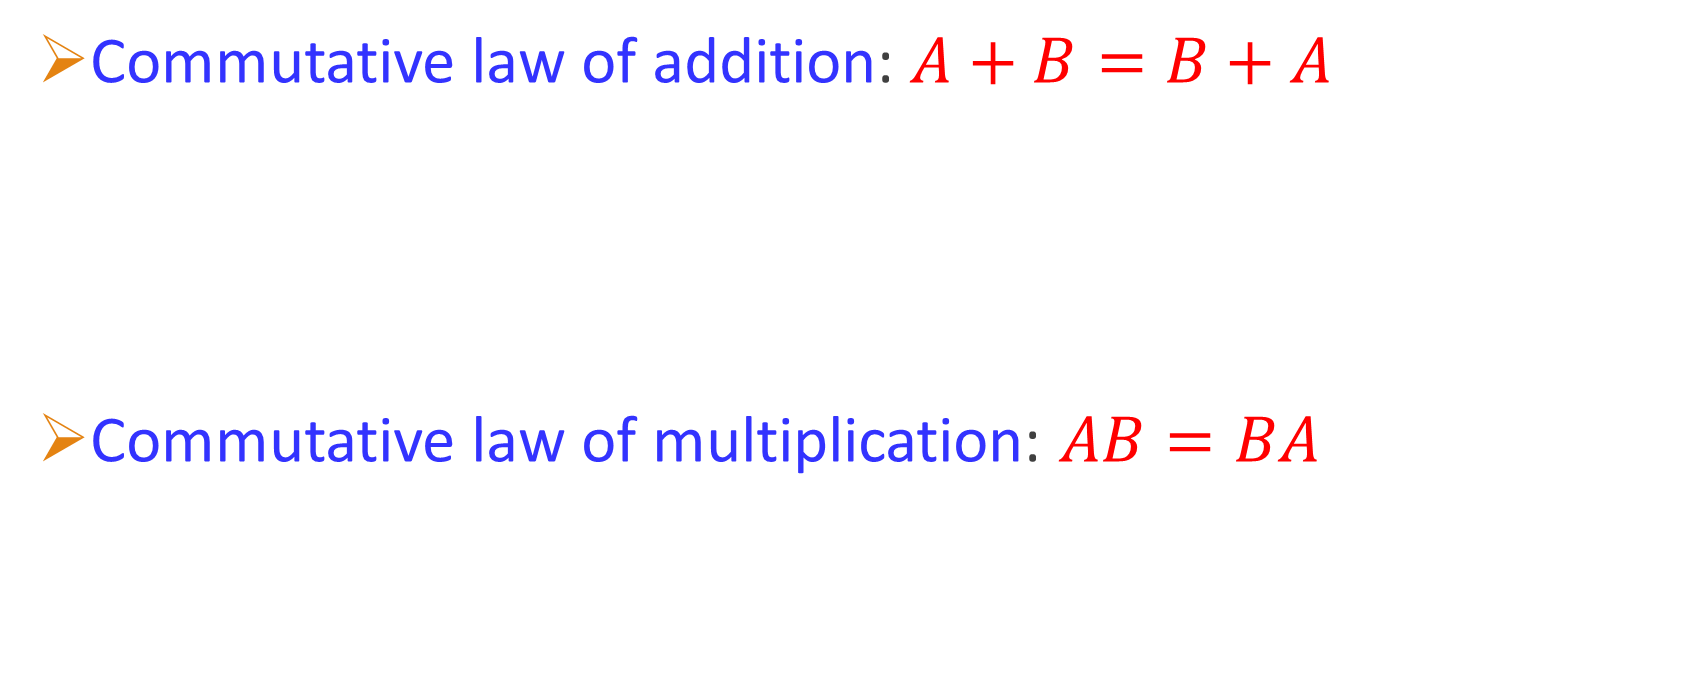 ➢Commutative law of addition: A + B = B + A
➢Commutative law of multiplication: AB = BA